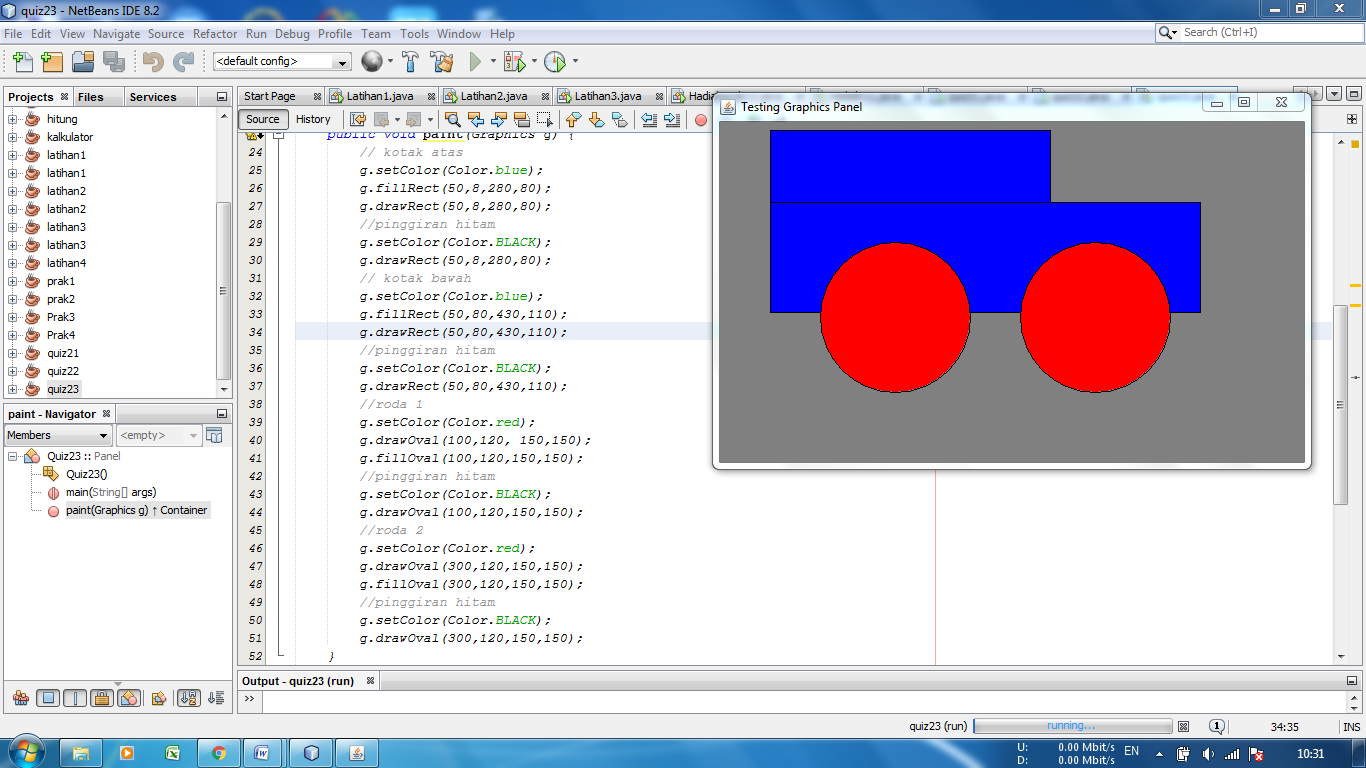 quiz23 - NetBeans IDE 8.2
File Edit View Navigate Source Refactor Run Debug Profile Team Tools Window Help
Search (Ctrl+I)
<default config>
Projects Files Services
hitung
kalkulator
latihan1
latihan1
latihan2
latihan2
latihan3
latihan3
latihan4
prak1
prak2
Prak3
Prak4
quiz21
quiz22
quiz23
paint - Navigator
Members <empty>
Quiz23 :: Panel
Quiz23()
main(String[] args)
paint(Graphics g) ↑ Container
Start Page Latihan1.java Latihan2.java Latihan3.java
Source History
public void paint(Graphics g) {
24 // kotak atas
25 g.setColor(Color.blue);
26 g.fillRect(50,8,280,80);
27 g.drawRect(50,8,280,80);
28 //pinggiran hitam
29 g.setColor(Color.BLACK);
30 g.drawRect(50,8,280,80);
31 // kotak bawah
32 g.setColor(Color.blue);
33 g.fillRect(50,80,430,110);
34 g.drawRect(50,80,430,110);
35 //pinggiran hitam
36 g.setColor(Color.BLACK);
37 g.drawRect(50,80,430,110);
38 //roda 1
39 g.setColor(Color.red);
40 g.drawOval(100,120, 150,150);
41 g.fillOval(100,120,150,150);
42 //pinggiran hitam
43 g.setColor(Color.BLACK);
44 g.drawOval(100,120,150,150);
45 //roda 2
46 g.setColor(Color.red);
47 g.drawOval(300,120,150,150);
48 g.fillOval(300,120,150,150);
49 //pinggiran hitam
50 g.setColor(Color.BLACK);
51 g.drawOval(300,120,150,150);
52 }
Testing Graphics Panel
Output - quiz23 (run)
>>
quiz23 (run) running... 1 34:35 INS
U: 0.00 Mbit/s
D: 0.00 Mbit/s
EN
10:31